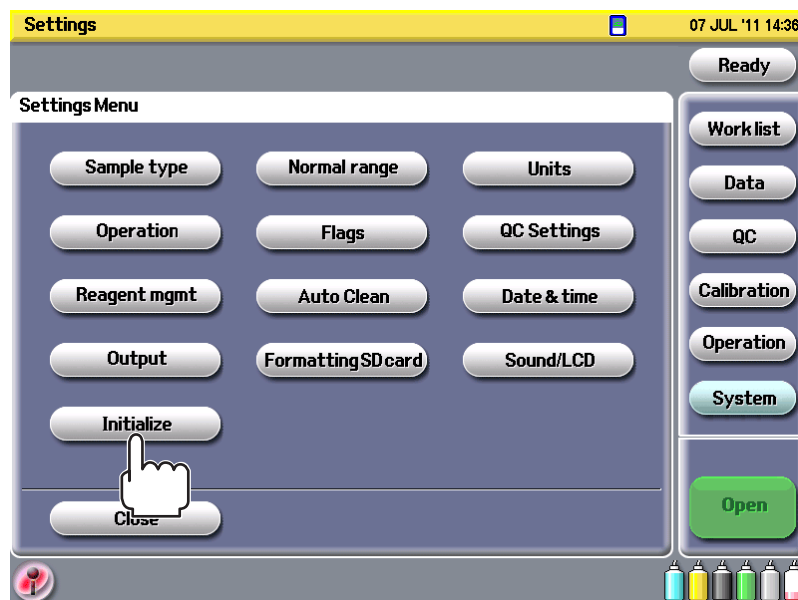 Settings 07 JUL '11 14:36
Ready
Settings Menu
Work list
Sample type Normal range Units
Data
Operation Flags QC Settings
QC
Reagent mgmt Auto Clean Date & time
Calibration
Output Formatting SD card Sound/LCD
Operation
Initialize
System
Close
Open